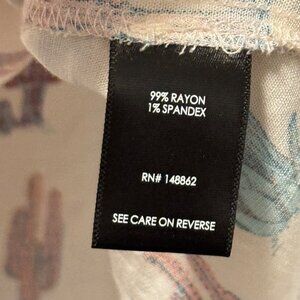 99% RAYON
1% SPANDEX
RN# 148862
SEE CARE ON REVERSE